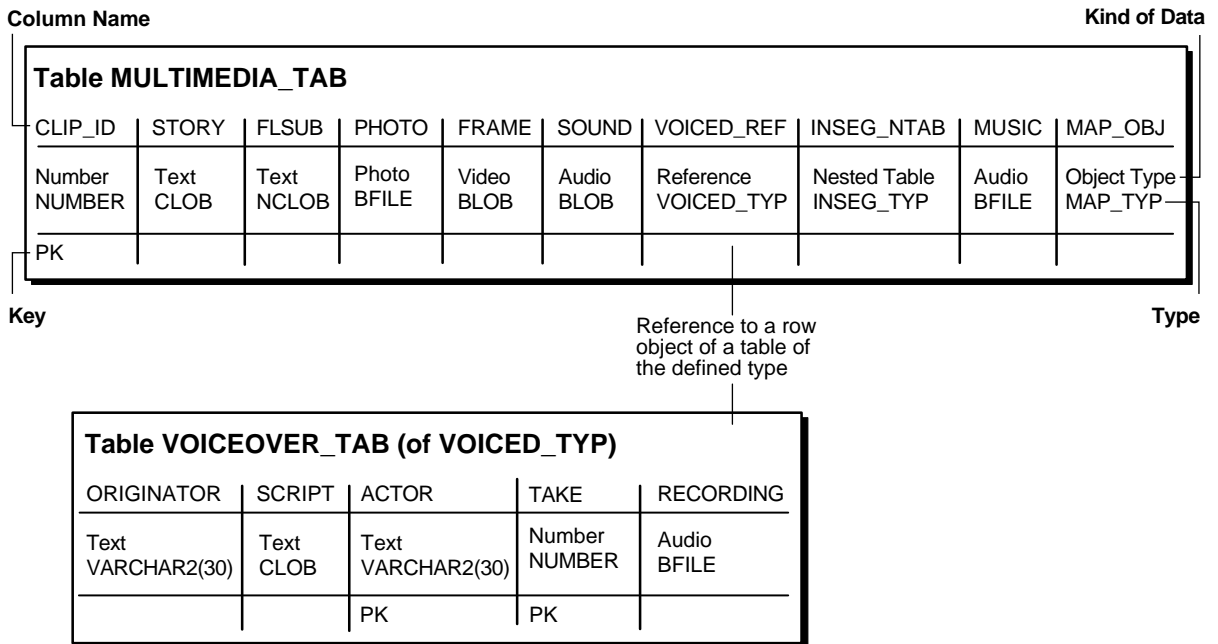 Column Name
Kind of Data
Table MULTIMEDIA_TAB
CLIP_ID STORY FLSUB PHOTO FRAME SOUND VOICED_REF INSEG_NTAB MUSIC MAP_OBJ
Number Text Text Photo Video Audio Reference Nested Table Audio Object Type
NUMBER CLOB NCLOB BFILE BLOB BLOB VOICED_TYP INSEG_TYP BFILE MAP_TYP
PK
Key
Type
Reference to a row
object of a table of
the defined type
Table VOICEOVER_TAB (of VOICED_TYP)
ORIGINATOR SCRIPT ACTOR TAKE RECORDING
Text Text Text Number Audio
VARCHAR2(30) CLOB VARCHAR2(30) NUMBER BFILE
PK PK